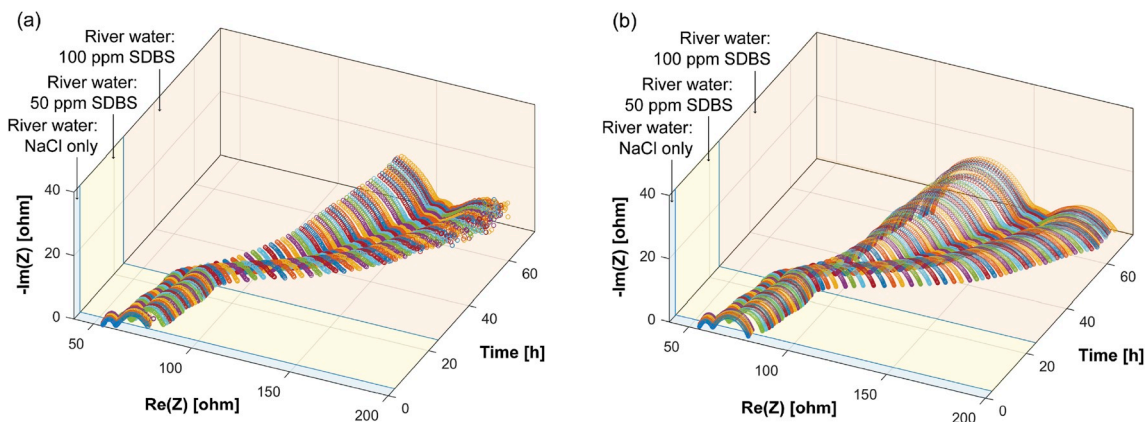 (a)
River water:
100 ppm SDBS
River water:
50 ppm SDBS
River water:
NaCl only
40
20
0
-Im(Z) [ohm]
50
100
150
200
Re(Z) [ohm]
0
20
40
60
Time [h]
(b)
River water:
100 ppm SDBS
River water:
50 ppm SDBS
River water:
NaCl only
40
20
0
-Im(Z) [ohm]
50
100
150
200
Re(Z) [ohm]
0
20
40
60
Time [h]